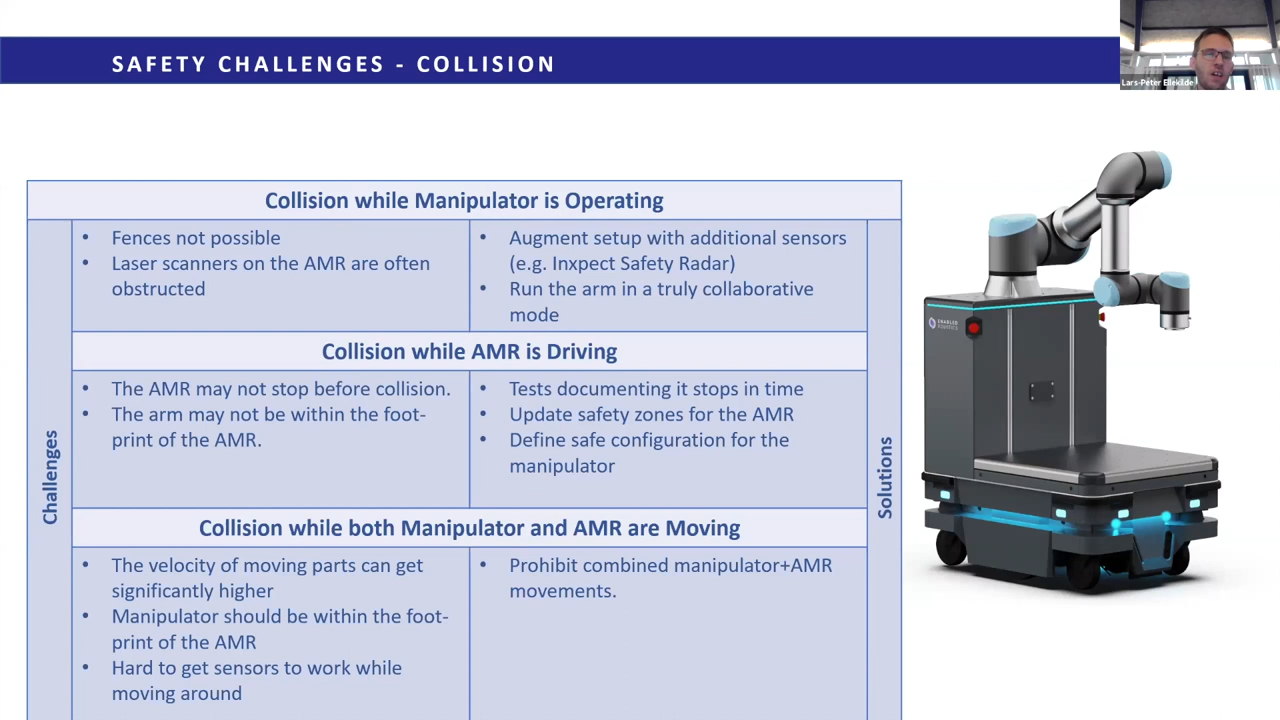 SAFETY CHALLENGES - COLLISION
Lars-Peter Ellekilde
Collision while Manipulator is Operating
• Fences not possible
• Laser scanners on the AMR are often
obstructed
• Augment setup with additional sensors
(e.g. Inxpect Safety Radar)
• Run the arm in a truly collaborative
mode
Collision while AMR is Driving
• The AMR may not stop before collision.
• The arm may not be within the foot-
print of the AMR.
• Tests documenting it stops in time
• Update safety zones for the AMR
• Define safe configuration for the
manipulator
Collision while both Manipulator and AMR are Moving
• The velocity of moving parts can get
significantly higher
• Manipulator should be within the foot-
print of the AMR
• Hard to get sensors to work while
moving around
• Prohibit combined manipulator+AMR
movements.
Challenges
Solutions
ENABLED
ROBOTICS